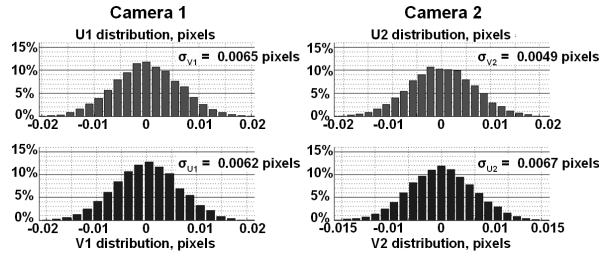 Camera 1
Camera 2
U1 distribution, pixels
U2 distribution, pixels
15%
10%
5%
0%
σV1 = 0.0065 pixels
-0.02 -0.01 0 0.01 0.02
15%
10%
5%
0%
σV2 = 0.0049 pixels
-0.02 -0.01 0 0.01 0.02
15%
10%
5%
0%
σU1 = 0.0062 pixels
-0.02 -0.01 0 0.01 0.02
V1 distribution, pixels
15%
10%
5%
0%
σU2 = 0.0067 pixels
-0.015 -0.01 0 0.01 0.015
V2 distribution, pixels